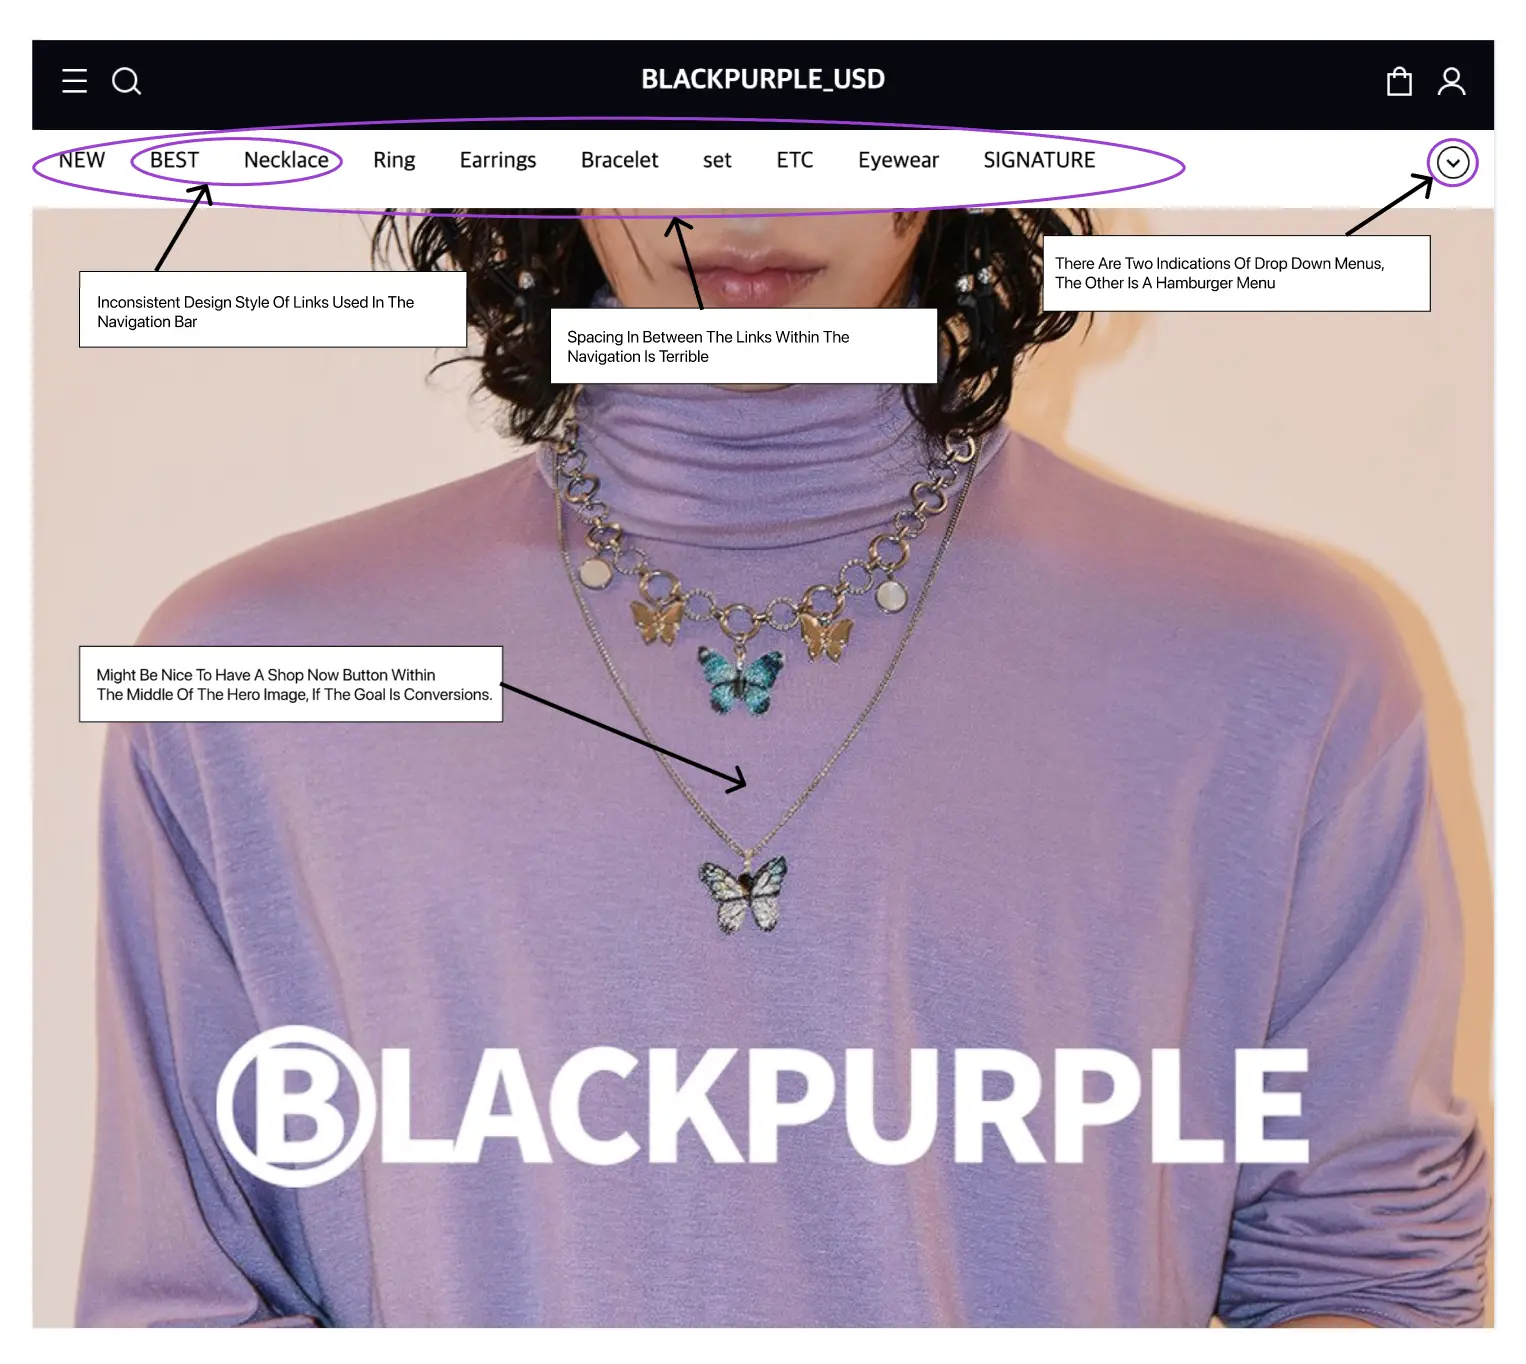 BLACKPURPLE_USD
NEW BEST Necklace Ring Earrings Bracelet set ETC Eyewear SIGNATURE
There Are Two Indications Of Drop Down Menus,
The Other Is A Hamburger Menu
Inconsistent Design Style Of Links Used In The
Navigation Bar
Spacing In Between The Links Within The
Navigation Is Terrible
Might Be Nice To Have A Shop Now Button Within
The Middle Of The Hero Image, If The Goal Is Conversions.
BLACKPURPLE